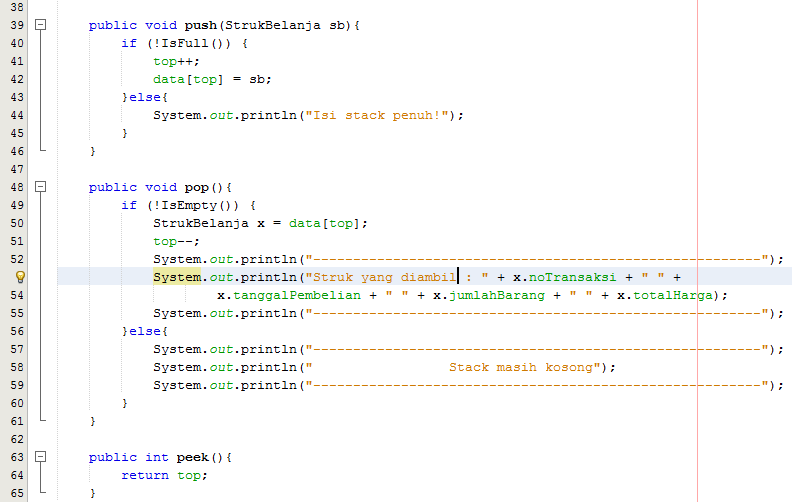 38
39 public void push(StrukBelanja sb){
40 if (!IsFull()) {
41 top++;
42 data[top] = sb;
43 }else{
44 System.out.println("Isi stack penuh!");
45 }
46 }
47
48 public void pop(){
49 if (!IsEmpty()) {
50 StrukBelanja x = data[top];
51 top--;
52 System.out.println("--------------------------------------------------------");
System.out.println("Struk yang diambil : " + x.noTransaksi + " " +
54 x.tanggalPembelian + " " + x.jumlahBarang + " " + x.totalHarga);
55 System.out.println("--------------------------------------------------------");
56 }else{
57 System.out.println("--------------------------------------------------------");
58 System.out.println("                 Stack masih kosong");
59 System.out.println("--------------------------------------------------------");
60 }
61 }
62
63 public int peek(){
64 return top;
65 }